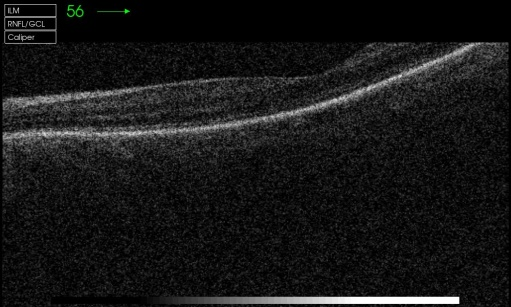 ILM
56
RNFL/GCL
Caliper